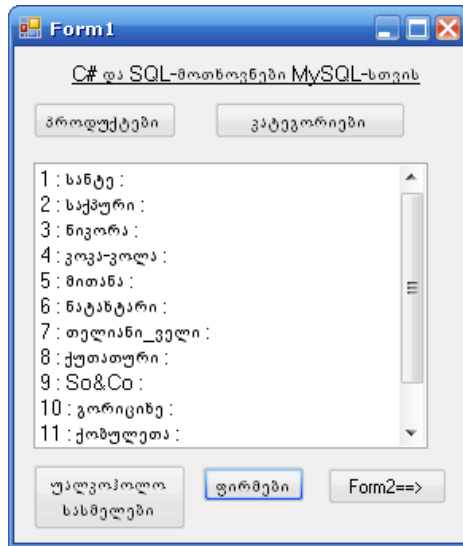 Form1
C# და SQL-მოთხოვნები MySQL-სთვის
პროდუქტები
კატეგორიები
1 : სანტე :
2 : საქპური :
3 : ნიკორა :
4 : კოკა-კოლა :
5 : მითანა :
6 : ნატახტარი :
7 : თელიანი_ველი :
8 : ქუთათური :
9 : So&Co :
10 : გორიციხე :
11 : ქობულეთა :
უალკოჰოლო
სასმელები
ფირმები
Form2==>